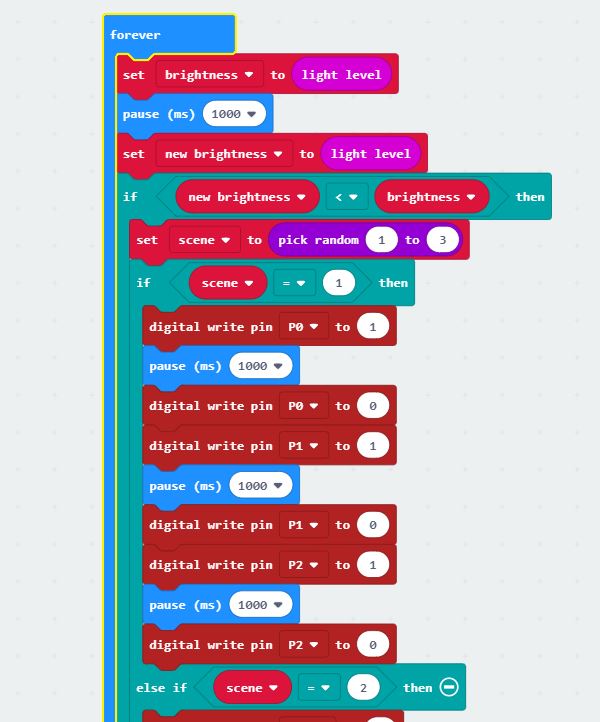 forever
set brightness to light level
pause (ms) 1000
set new brightness to light level
if new brightness < brightness then
set scene to pick random 1 to 3
if scene = 1 then
digital write pin P0 to 1
pause (ms) 1000
digital write pin P0 to 0
digital write pin P1 to 1
pause (ms) 1000
digital write pin P1 to 0
digital write pin P2 to 1
pause (ms) 1000
digital write pin P2 to 0
else if scene = 2 then